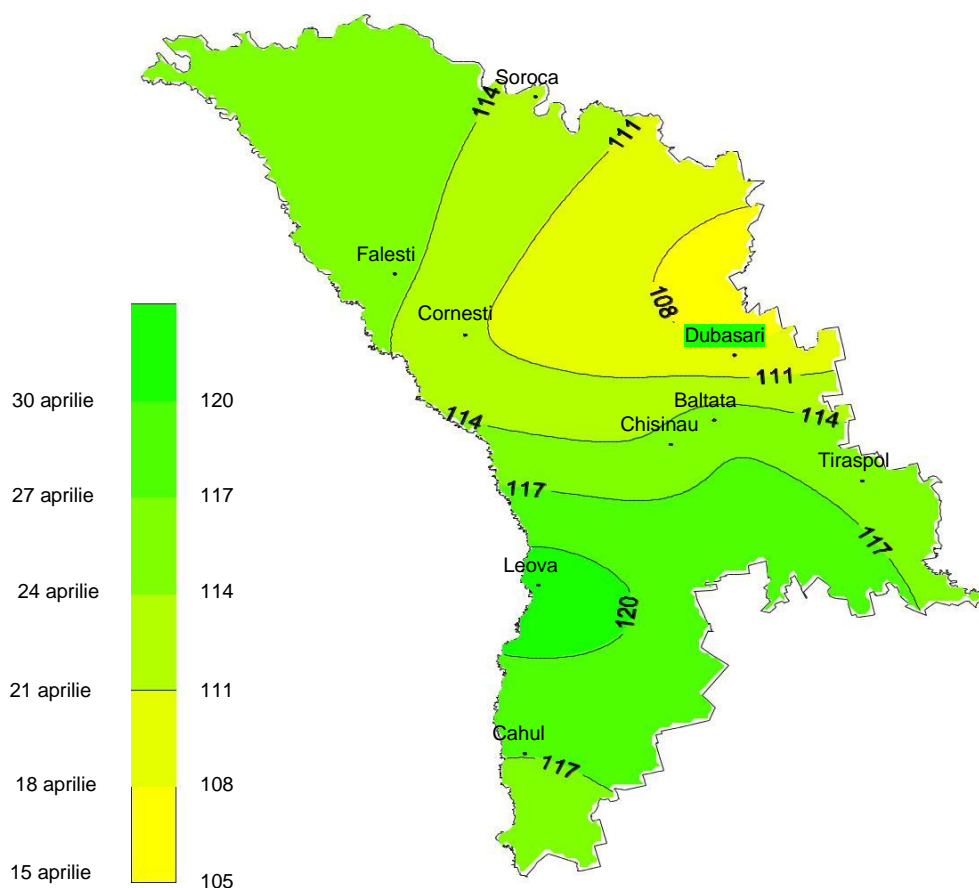 Soroca
114
111
Falesti
108
Cornesti
Dubasari
111
Baltata
114
114
Chisinau
Tiraspol
117
117
Leova
120
Cahul
117
30 aprilie 120
27 aprilie 117
24 aprilie 114
21 aprilie 111
18 aprilie 108
15 aprilie 105